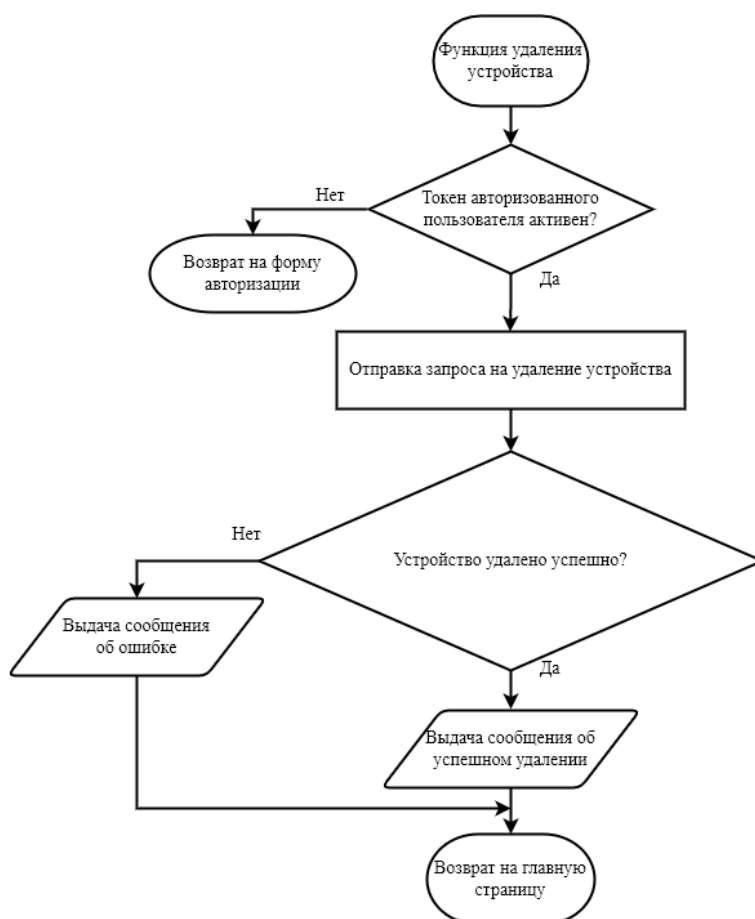 Функция удаления
устройства
Нет
Токен авторизованного
пользователя активен?
Возврат на форму
авторизации
Да
Отправка запроса на удаление устройства
Нет
Устройство удалено успешно?
Выдача сообщения
об ошибке
Да
Выдача сообщения об
успешном удалении
Возврат на главную
страницу